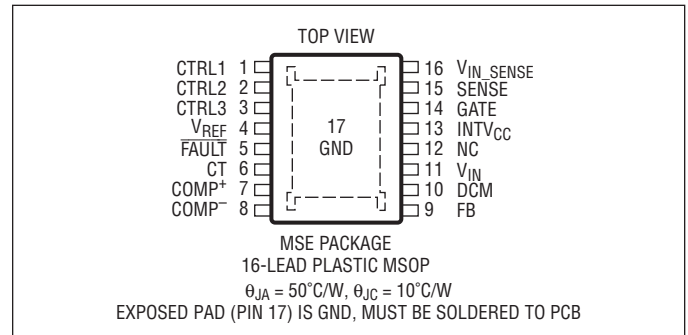 TOP VIEW
CTRL1 1
CTRL2 2
CTRL3 3
VREF 4
FAULT 5
CT 6
COMP+ 7
COMP– 8
17
GND
16 VIN_SENSE
15 SENSE
14 GATE
13 INTVCC
12 NC
11 VIN
10 DCM
9 FB
MSE PACKAGE
16-LEAD PLASTIC MSOP
θJA = 50°C/W, θJC = 10°C/W
EXPOSED PAD (PIN 17) IS GND, MUST BE SOLDERED TO PCB